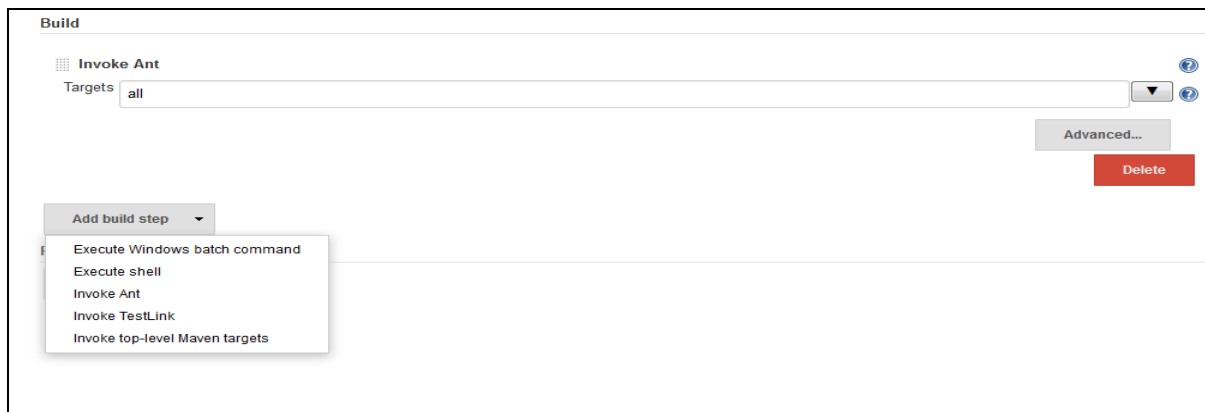 Build
Invoke Ant
Targets
all
Advanced...
Delete
Add build step
Execute Windows batch command
Execute shell
Invoke Ant
Invoke TestLink
Invoke top-level Maven targets